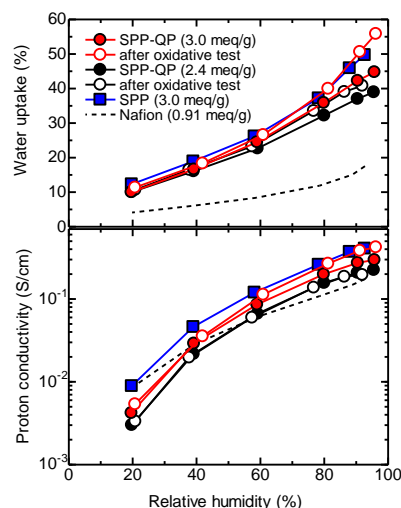 60
50
40
30
20
10
0
Water uptake (%)
SPP-QP (3.0 meq/g)
after oxidative test
SPP-QP (2.4 meq/g)
after oxidative test
SPP (3.0 meq/g)
Nafion (0.91 meq/g)
10-1
10-2
10-3
Proton conductivity (S/cm)
0 20 40 60 80 100
Relative humidity (%)